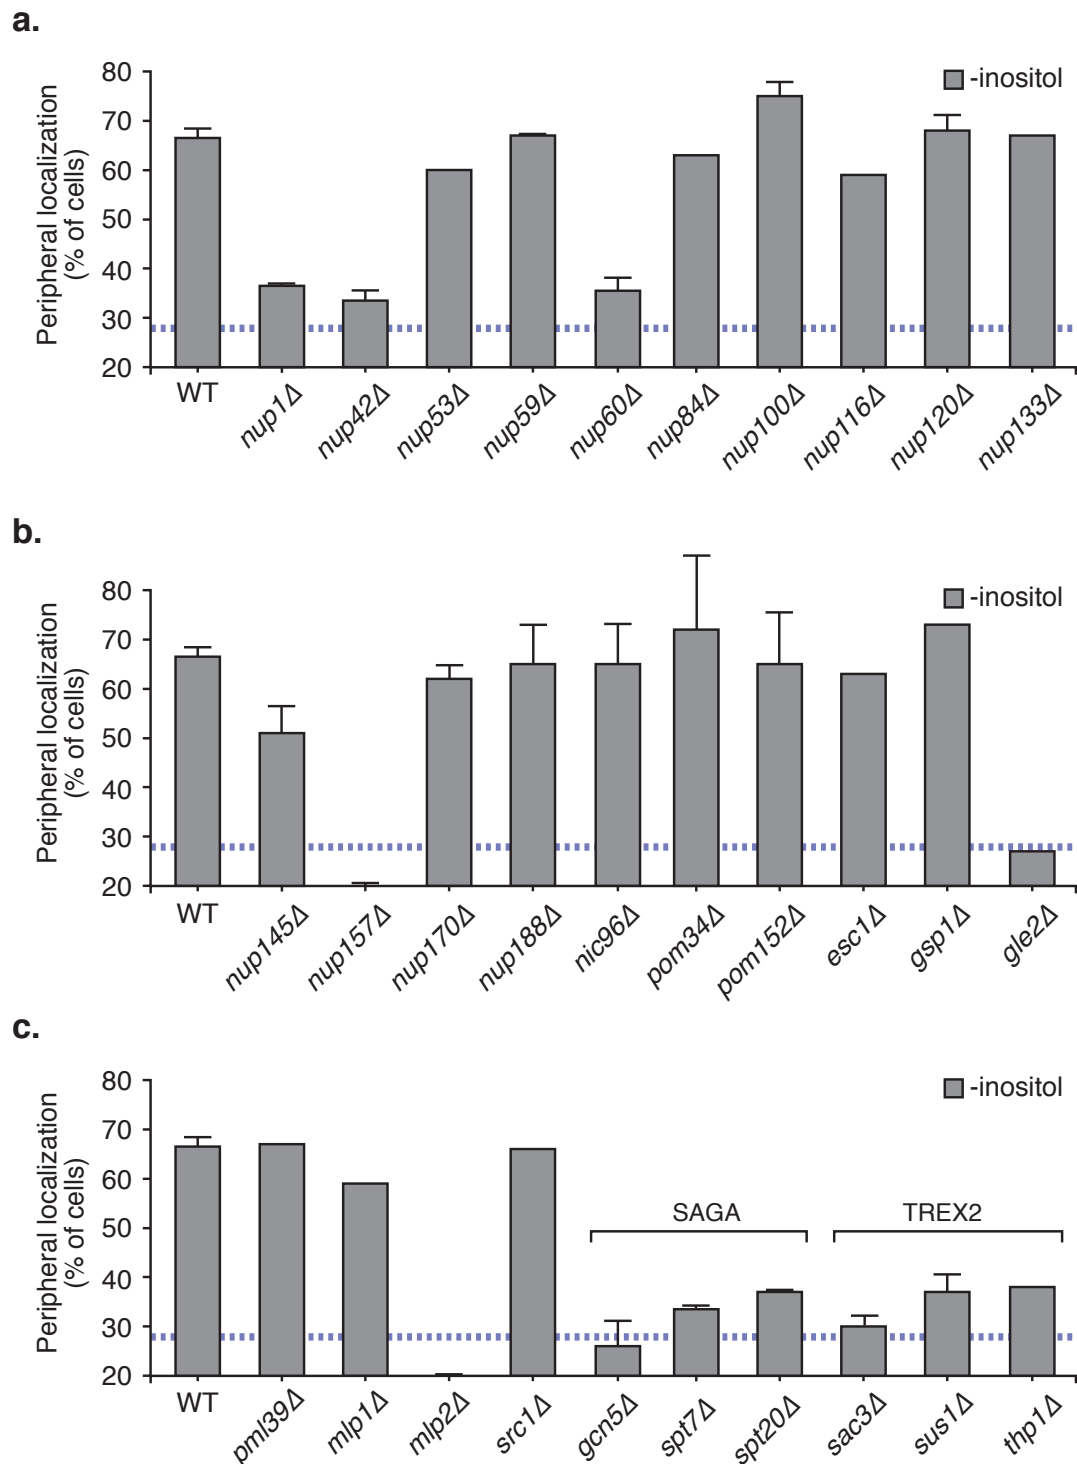 a.
Peripheral localization
(% of cells)
80
70
60
50
40
30
20
-inositol
WT
nup1Δ
nup42Δ
nup53Δ
nup59Δ
nup60Δ
nup84Δ
nup100Δ
nup116Δ
nup120Δ
nup133Δ
b.
Peripheral localization
(% of cells)
80
70
60
50
40
30
20
-inositol
WT
nup145Δ
nup157Δ
nup170Δ
nup188Δ
nic96Δ
pom34Δ
pom152Δ
esc1Δ
gsp1Δ
gle2Δ
c.
Peripheral localization
(% of cells)
80
70
60
50
40
30
20
-inositol
SAGA
TREX2
WT
pml39Δ
mlp1Δ
mlp2Δ
src1Δ
gcn5Δ
spt7Δ
spt20Δ
sac3Δ
sus1Δ
thp1Δ